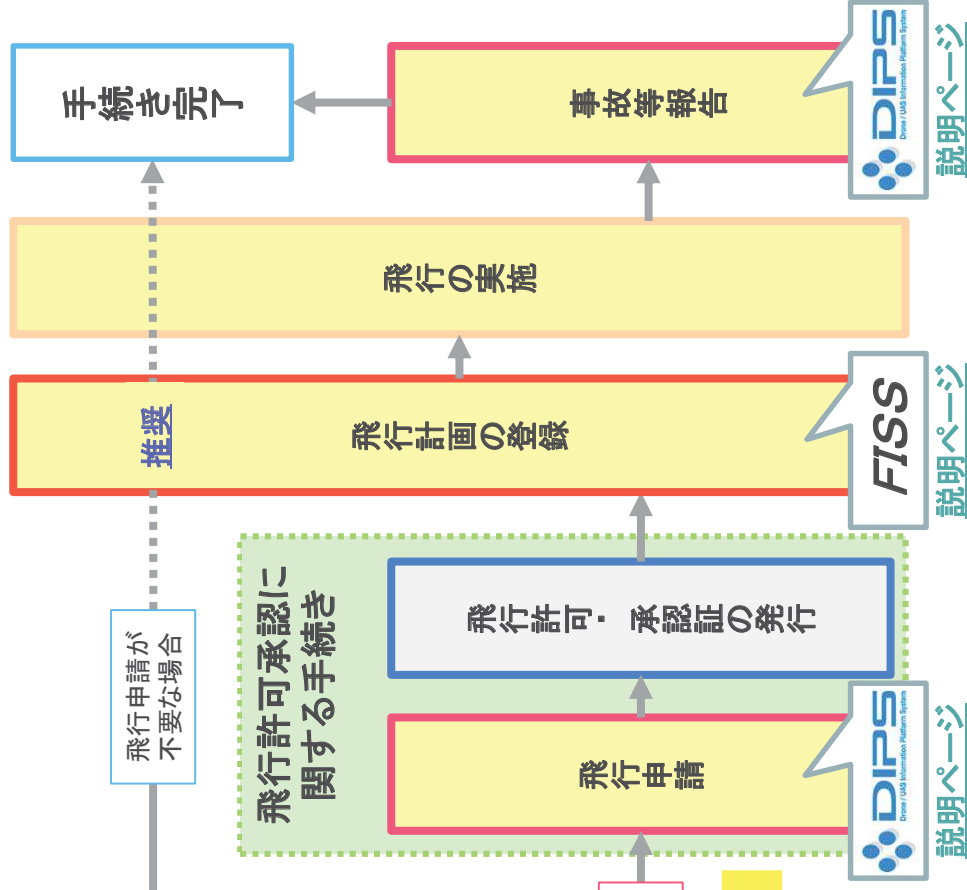 飛行申請が
不要な場合
推奨
手続き完了
飛行許可承認に
関する手続き
飛行申請
飛行許可・ 承認証の発行
飛行計画の登録
飛行の実施
事故等報告
DIPS
Drone / UAS Information Platform System
説明ページ
FISS
説明ページ
DIPS
Drone / UAS Information Platform System
説明ページ